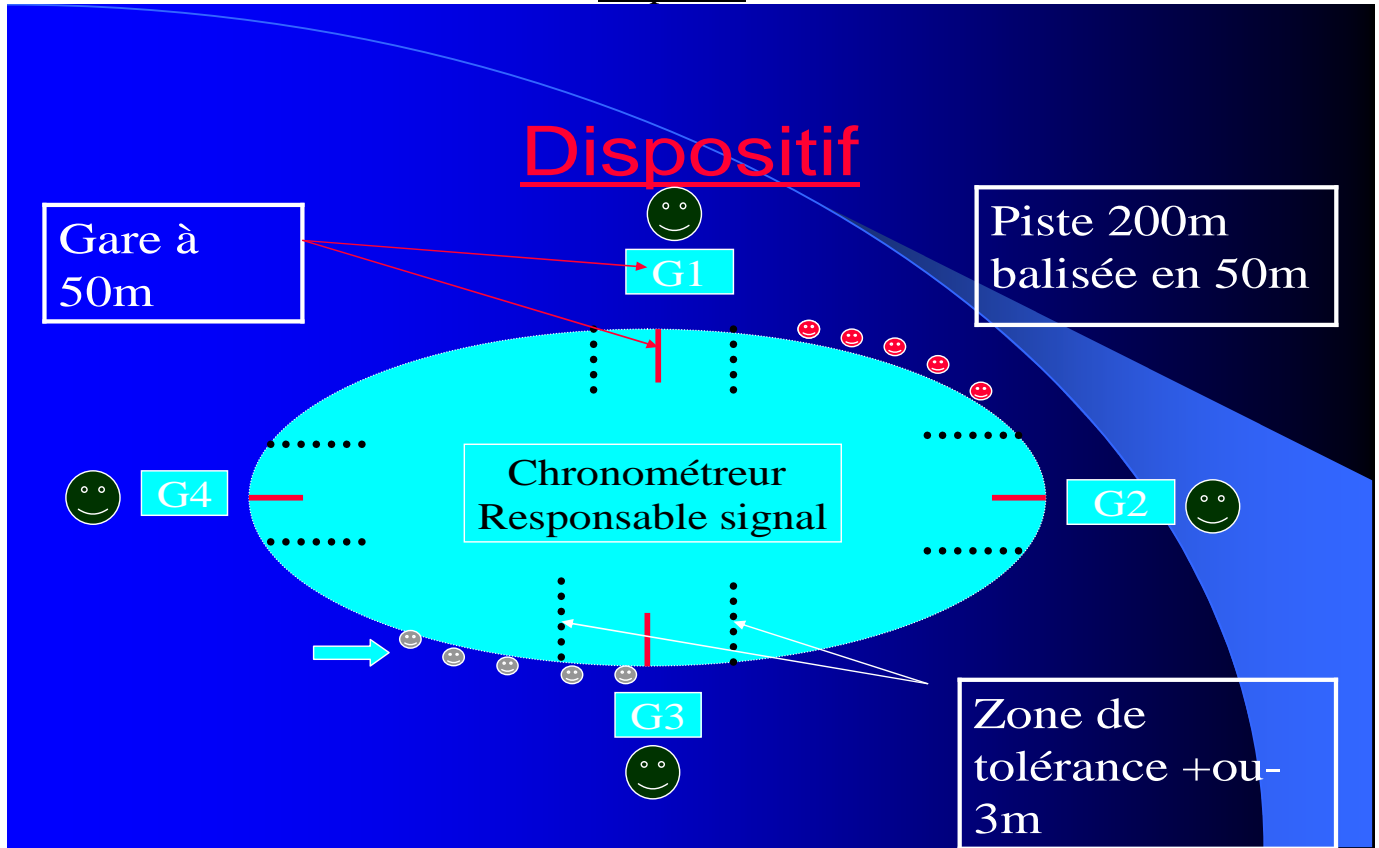 Dispositif
Gare à
50m
G1
Piste 200m
balisée en 50m
G4
Chronométreur
Responsable signal
G2
G3
Zone de
tolérance +ou-
3m